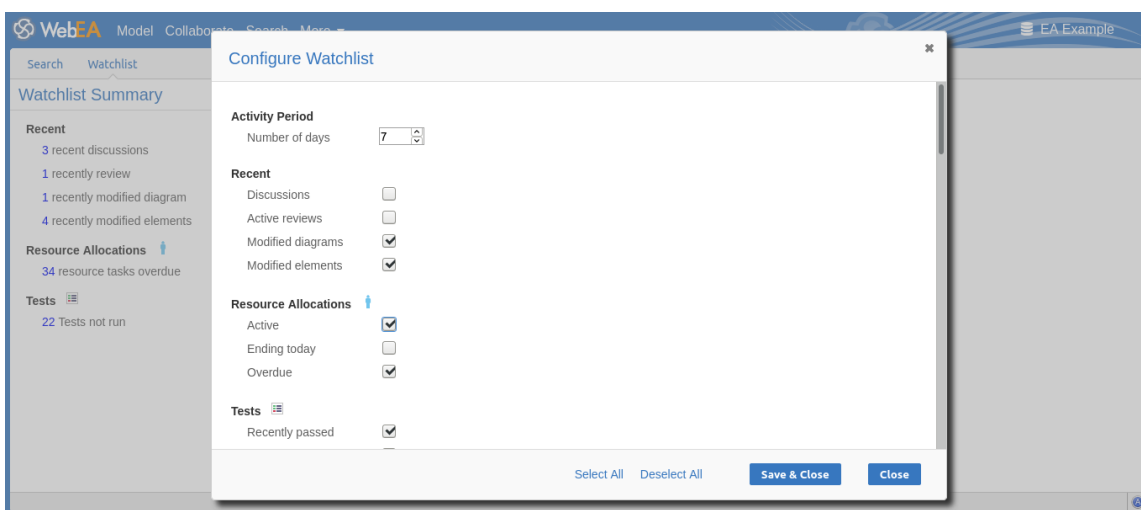 WebEA Model Collaborate Search More
EA Example
Search Watchlist
Watchlist Summary
Recent
3 recent discussions
1 recently review
1 recently modified diagram
4 recently modified elements
Resource Allocations
34 resource tasks overdue
Tests
22 Tests not run
Configure Watchlist
Activity Period
Number of days 7
Recent
Discussions
Active reviews
Modified diagrams
Modified elements
Resource Allocations
Active
Ending today
Overdue
Tests
Recently passed
Select All Deselect All Save & Close Close